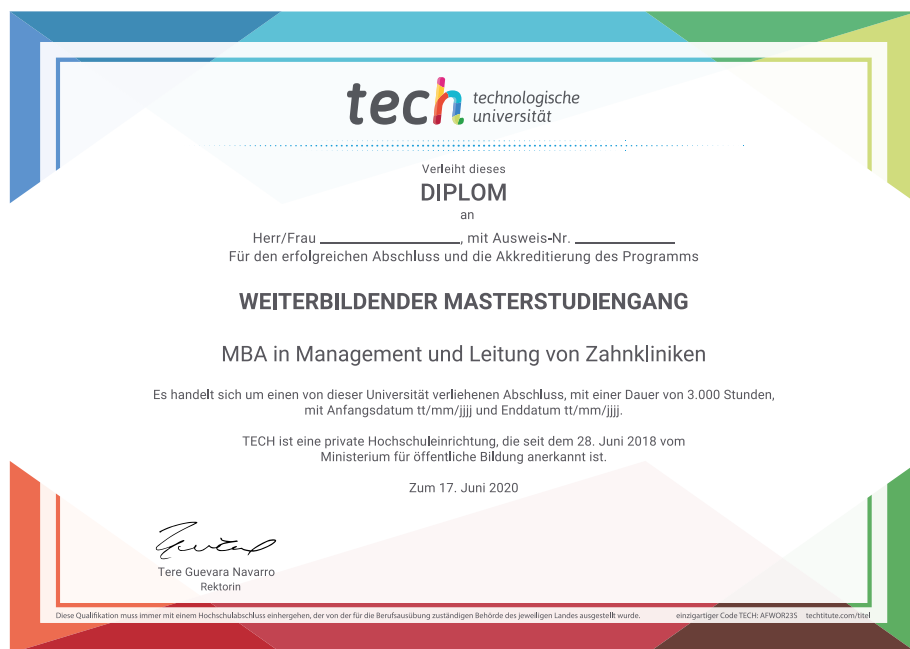 tech technologische
universität
Verleiht dieses
DIPLOM
an
Herr/Frau ____________________, mit Ausweis-Nr. ______________
Für den erfolgreichen Abschluss und die Akkreditierung des Programms
WEITERBILDENDER MASTERSTUDIENGANG
MBA in Management und Leitung von Zahnkliniken
Es handelt sich um einen von dieser Universität verliehenen Abschluss, mit einer Dauer von 3.000 Stunden,
mit Anfangsdatum tt/mm/jjjj und Enddatum tt/mm/jjjj.
TECH ist eine private Hochschuleinrichtung, die seit dem 28. Juni 2018 vom
Ministerium für öffentliche Bildung anerkannt ist.
Zum 17. Juni 2020
Tere Guevara Navarro
Rektorin
Diese Qualifikation muss immer mit einem Hochschulabschluss einhergehen, der von der für die Berufsausübung zuständigen Behörde des jeweiligen Landes ausgestellt wurde. einzigartiger Code TECH: AFWOR23S techtitute.com/titel